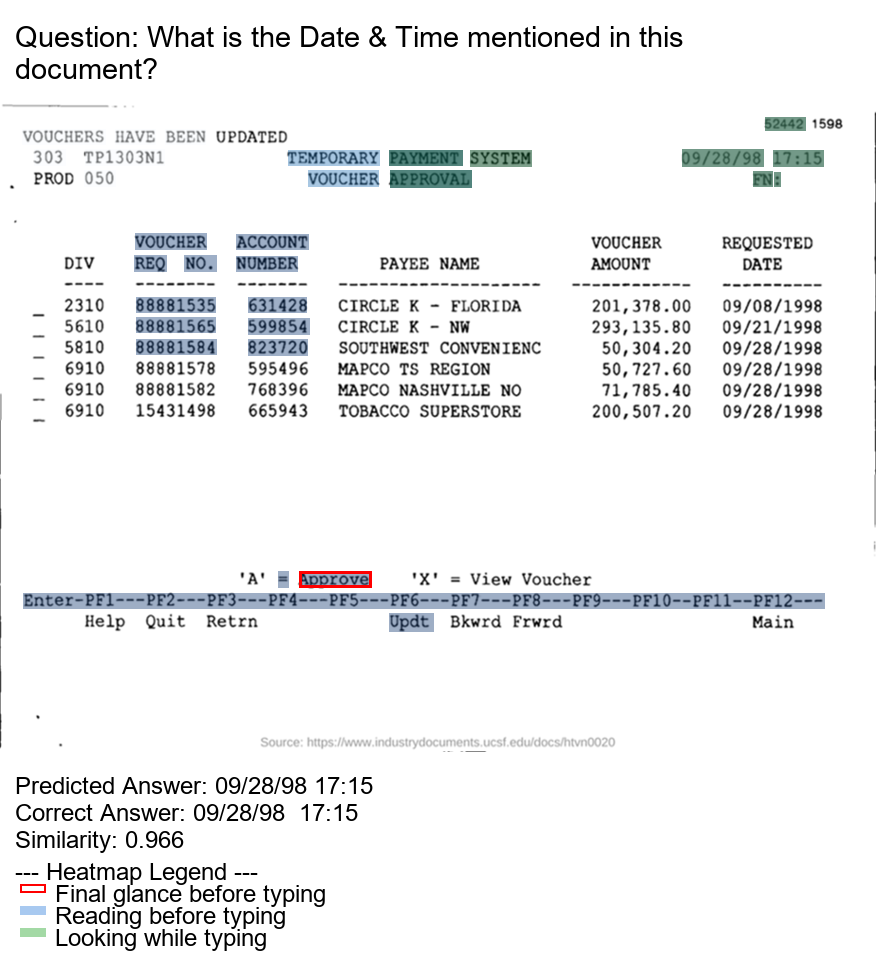 Question: What is the Date & Time mentioned in this
document?
52442 1598
VOUCHERS HAVE BEEN UPDATED
303 TP1303N1 TEMPORARY PAYMENT SYSTEM 09/28/98 17:15
PROD 050 VOUCHER APPROVAL FN:
VOUCHER ACCOUNT VOUCHER REQUESTED
DIV REQ NO. NUMBER PAYEE NAME AMOUNT DATE
---- -------- ------- -------------------- ------------ ----------
_ 2310 88881535 631428 CIRCLE K - FLORIDA 201,378.00 09/08/1998
_ 5610 88881565 599854 CIRCLE K - NW 293,135.80 09/21/1998
_ 5810 88881584 823720 SOUTHWEST CONVENIENC 50,304.20 09/28/1998
_ 6910 88881578 595496 MAPCO TS REGION 50,727.60 09/28/1998
_ 6910 88881582 768396 MAPCO NASHVILLE NO 71,785.40 09/28/1998
_ 6910 15431498 665943 TOBACCO SUPERSTORE 200,507.20 09/28/1998
'A' = Approve 'X' = View Voucher
Enter-PF1---PF2---PF3---PF4---PF5---PF6---PF7---PF8---PF9---PF10--PF11--PF12---
Help Quit Retrn Updt Bkwrd Frwrd Main
Source: https://www.industrydocuments.ucsf.edu/docs/htvn0020
Predicted Answer: 09/28/98 17:15
Correct Answer: 09/28/98 17:15
Similarity: 0.966
--- Heatmap Legend ---
Final glance before typing
Reading before typing
Looking while typing